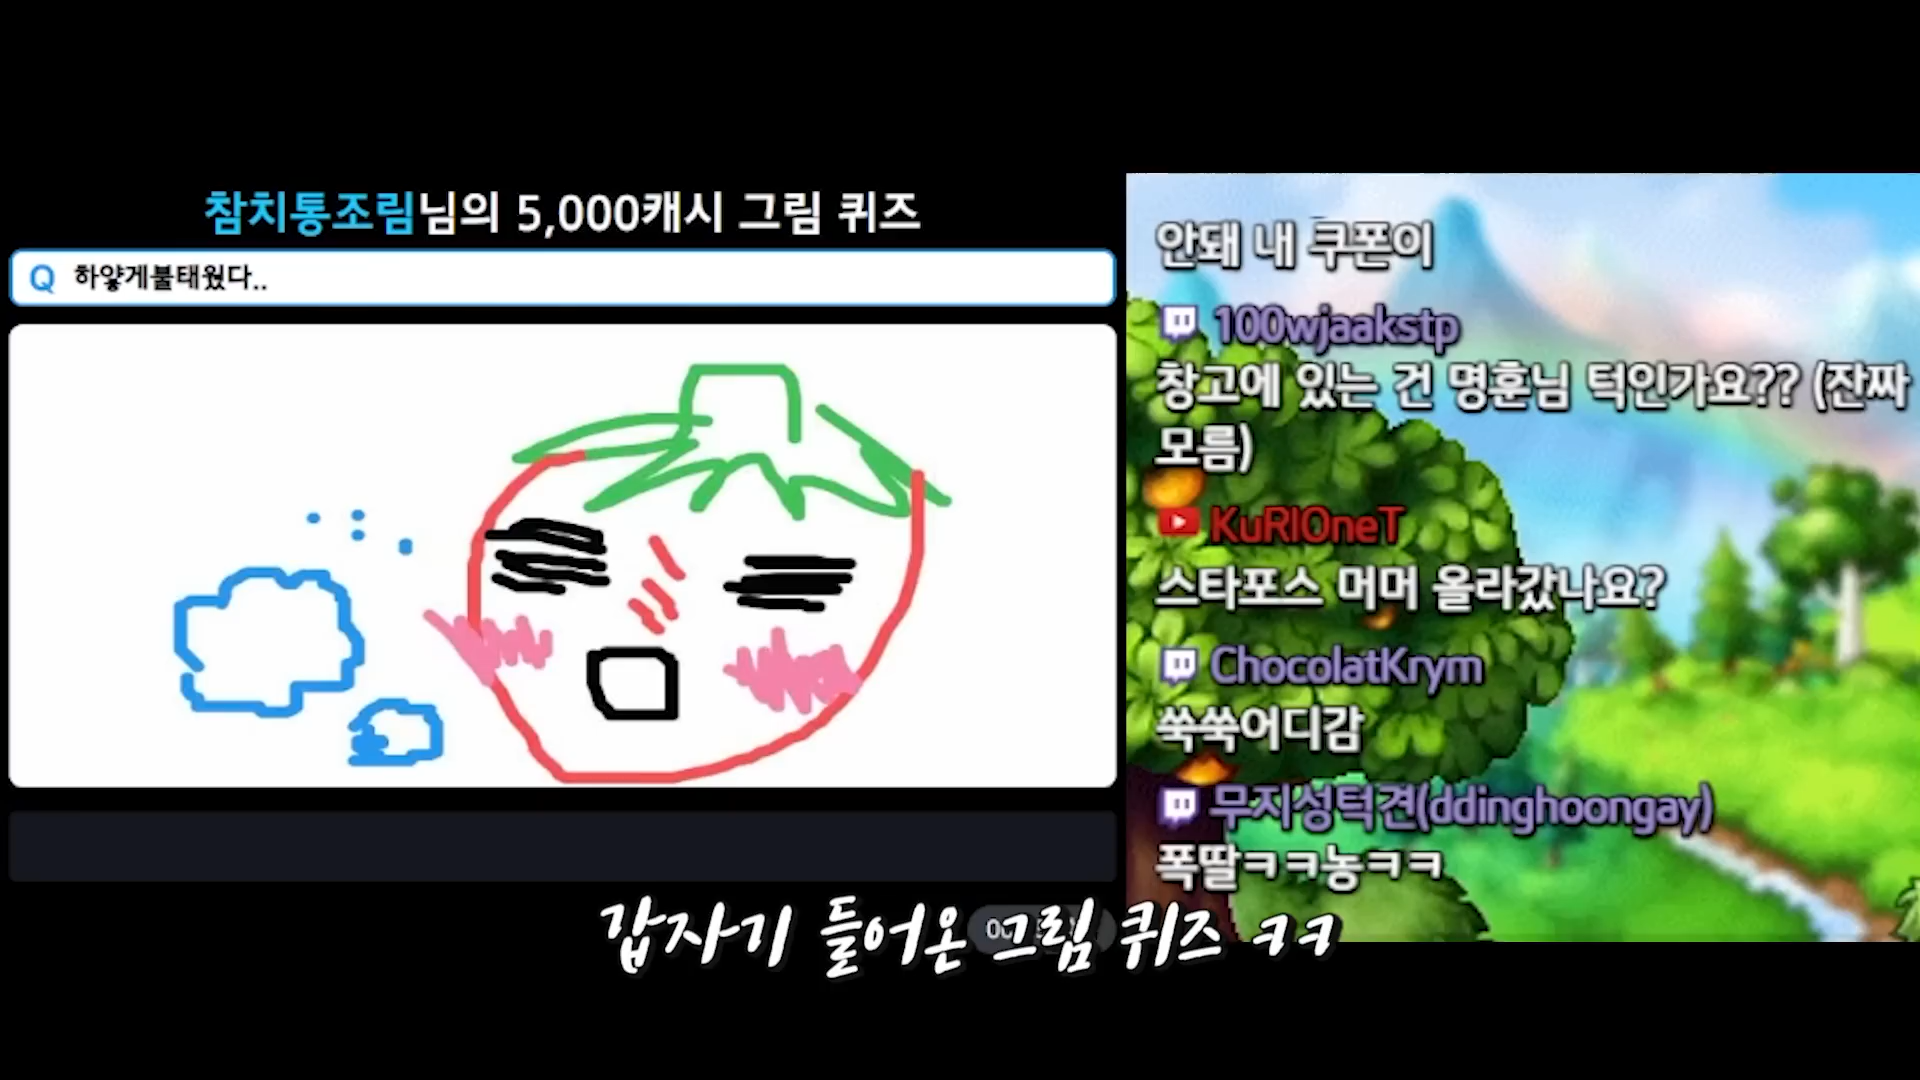 참치통조림님의 5,000캐시 그림 퀴즈
Q 하얗게불태웠다..
안돼 내 쿠폰이
100wjaakstp
창고에 있는 건 명훈님 턱인가요?? (잔짜
모름)
KuRIOneT
스타포스 머머 올라갔나요?
ChocolatKrym
쑥쑥어디감
무지성턱견(ddinghoongay)
폭딸ㅋㅋ농ㅋㅋ
갑자기 들어온 그림 퀴즈 ㅋㅋ